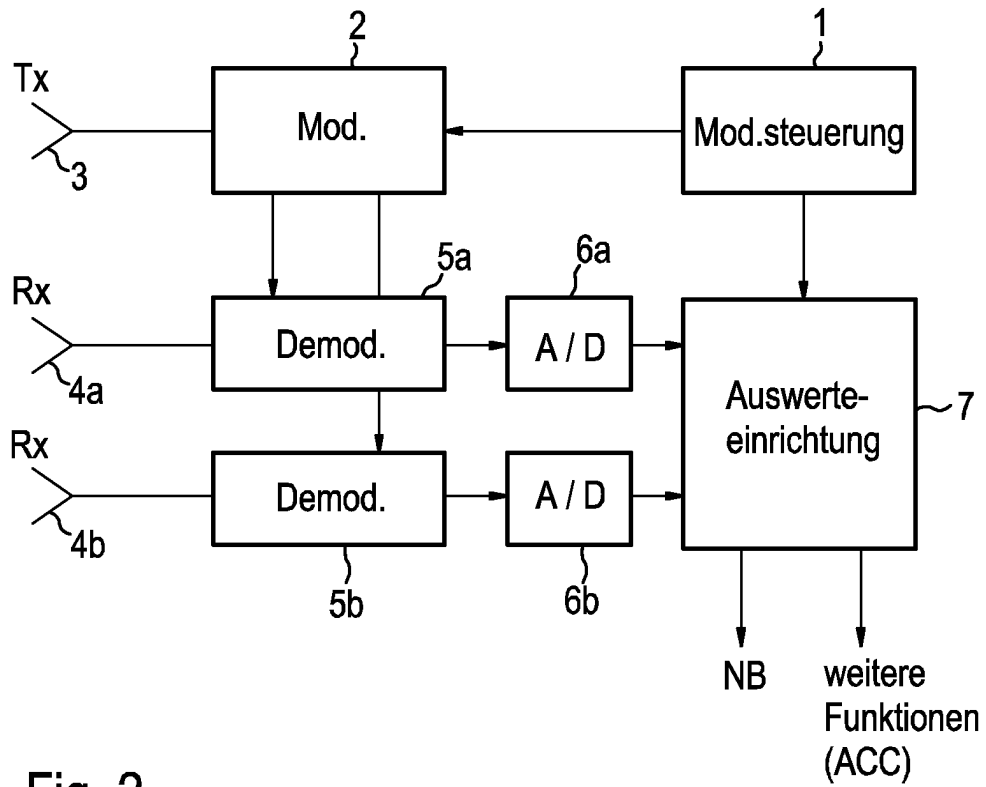 2
1
Tx
Mod.
Mod.steuerung
3
5a
6a
Rx
Demod.
A / D
4a
Auswerte-
einrichtung
7
Rx
Demod.
A / D
4b
5b
6b
NB
weitere
Funktionen
(ACC)